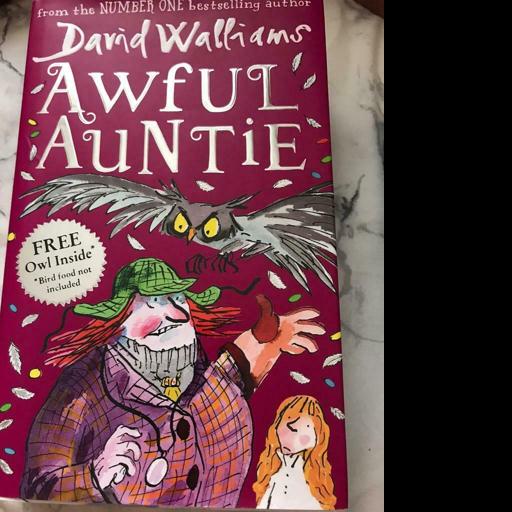 from the NUMBER ONE bestselling author
David Walliams
AWFUL
AUNTIE
FREE
Owl Inside*
*Bird food not
included